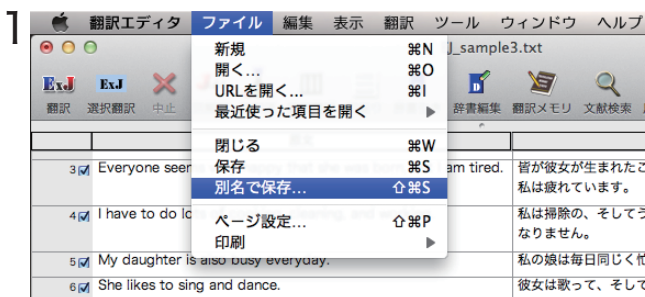 1
翻訳エディタ ファイル 編集 表示 翻訳 ツール ウィンドウ ヘルプ
J_sample3.txt
新規 ⌘N
開く... ⌘O
URLを開く... ⌘I
最近使った項目を開く ▶
閉じる ⌘W
保存 ⌘S
別名で保存... ⇧⌘S
ページ設定... ⇧⌘P
印刷 ▶
ExJ ExJ
翻訳 選択翻訳 中止 辞書編集 翻訳メモリ 文献検索
3 Everyone seem am tired. 皆が彼女が生まれたこ
私は疲れています。
4 I have to do lo 私は掃除の、そしてう
なりません。
5 My daughter is also busy everyday. 私の娘は毎日同じく忙
6 She likes to sing and dance. 彼女は歌って、そして